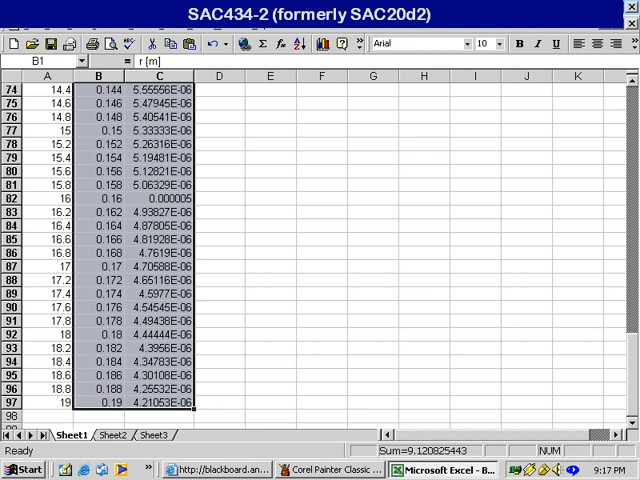 SAC434-2 (formerly SAC20d2)
Arial 10 B I U
B1 = r [m]
A B C D E F G H I J K
74 14.4 0.144 5.55556E-06
75 14.6 0.146 5.47945E-06
76 14.8 0.148 5.40541E-06
77 15 0.15 5.33333E-06
78 15.2 0.152 5.26316E-06
79 15.4 0.154 5.19481E-06
80 15.6 0.156 5.12821E-06
81 15.8 0.158 5.06329E-06
82 16 0.16 0.000005
83 16.2 0.162 4.93827E-06
84 16.4 0.164 4.87805E-06
85 16.6 0.166 4.81928E-06
86 16.8 0.168 4.7619E-06
87 17 0.17 4.70588E-06
88 17.2 0.172 4.65116E-06
89 17.4 0.174 4.5977E-06
90 17.6 0.176 4.54545E-06
91 17.8 0.178 4.49438E-06
92 18 0.18 4.44444E-06
93 18.2 0.182 4.3956E-06
94 18.4 0.184 4.34783E-06
95 18.6 0.186 4.30108E-06
96 18.8 0.188 4.25532E-06
97 19 0.19 4.21053E-06
98
Sheet1 Sheet2 Sheet3
Ready Sum=9.120825443 NUM
Start http://blackboard.an... Corel Painter Classic ... Microsoft Excel - B... 9:17 PM